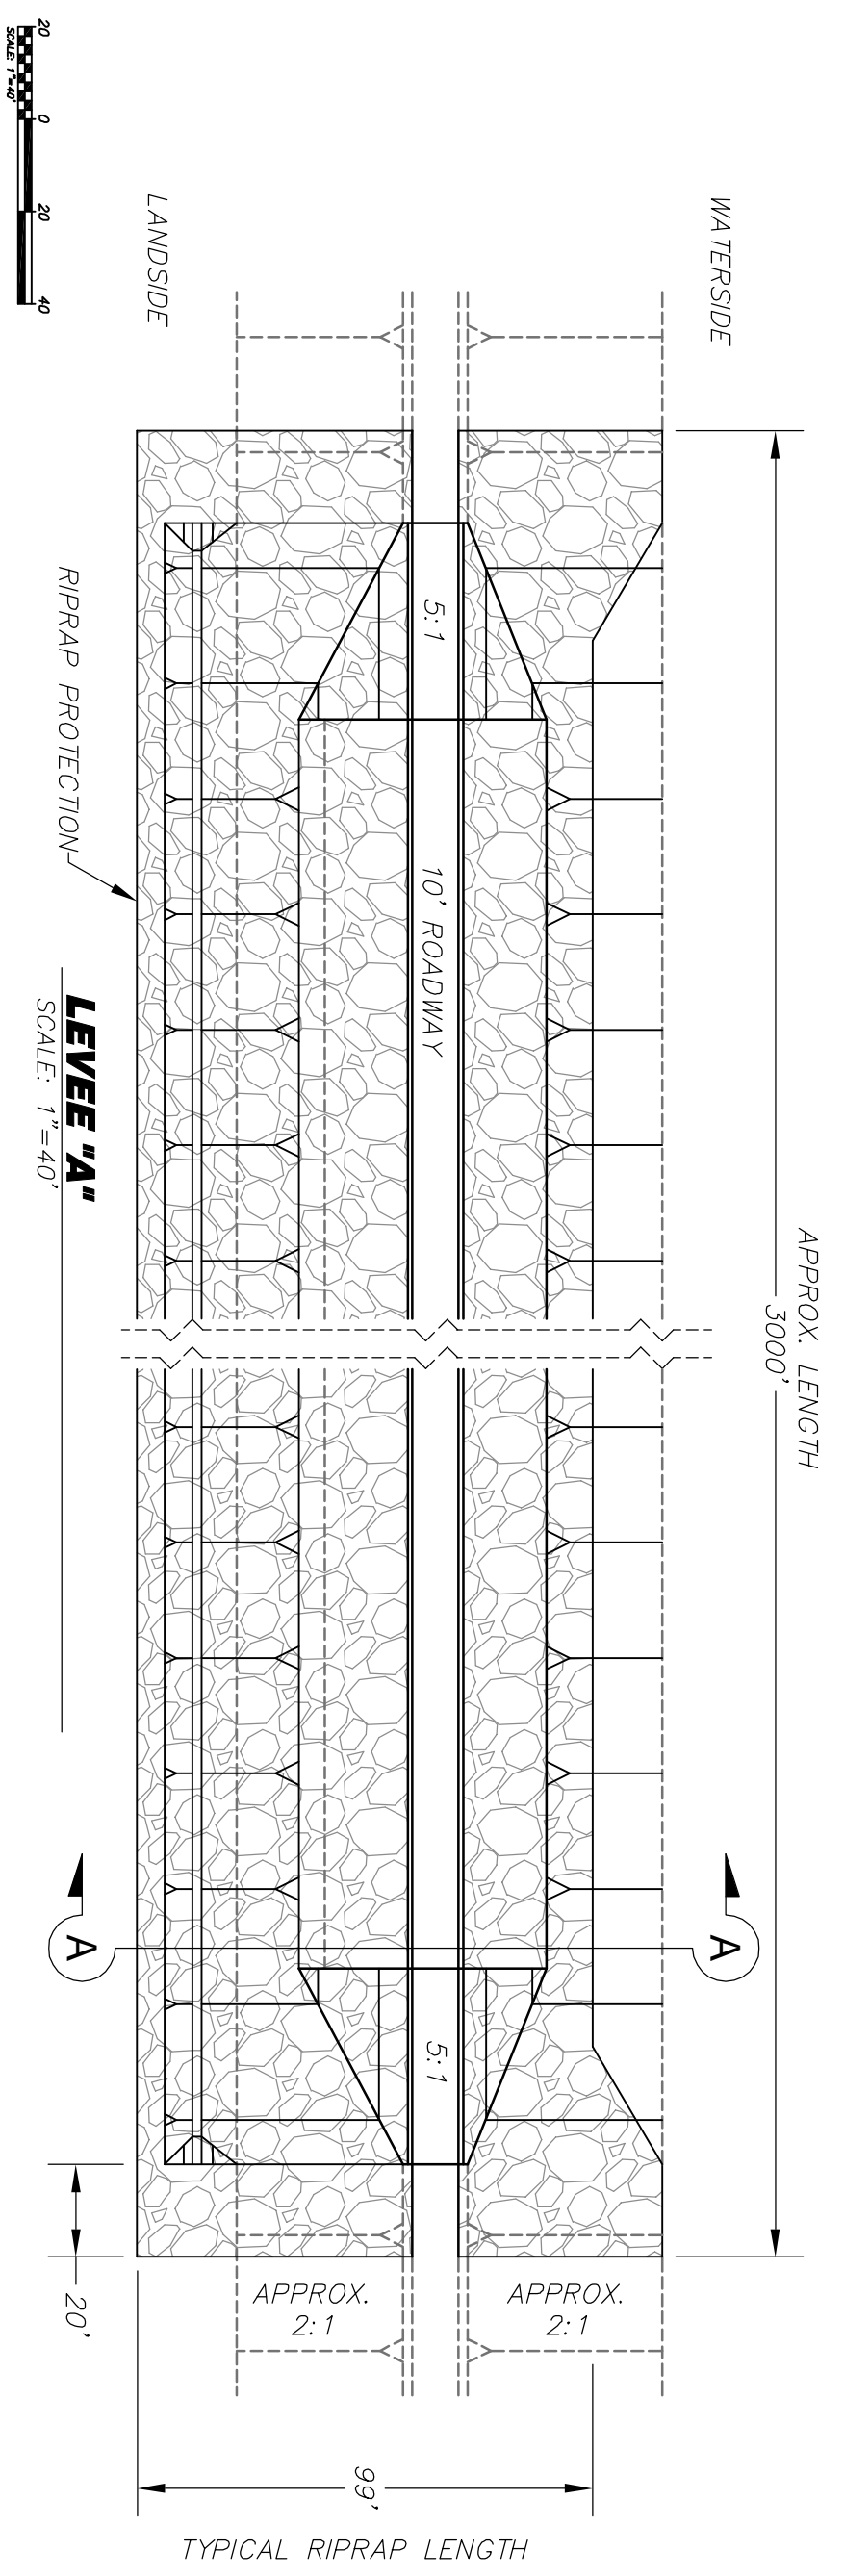 APPROX. LENGTH
3000'
WATERSIDE
5:1
10' ROADWAY
5:1
APPROX.
2:1
APPROX.
2:1
LANDSIDE
RIPRAP PROTECTION
A
A
20'
99'
TYPICAL RIPRAP LENGTH
LEVEE "A"
SCALE: 1"=40'
20
0
20
40
SCALE: 1"=40'